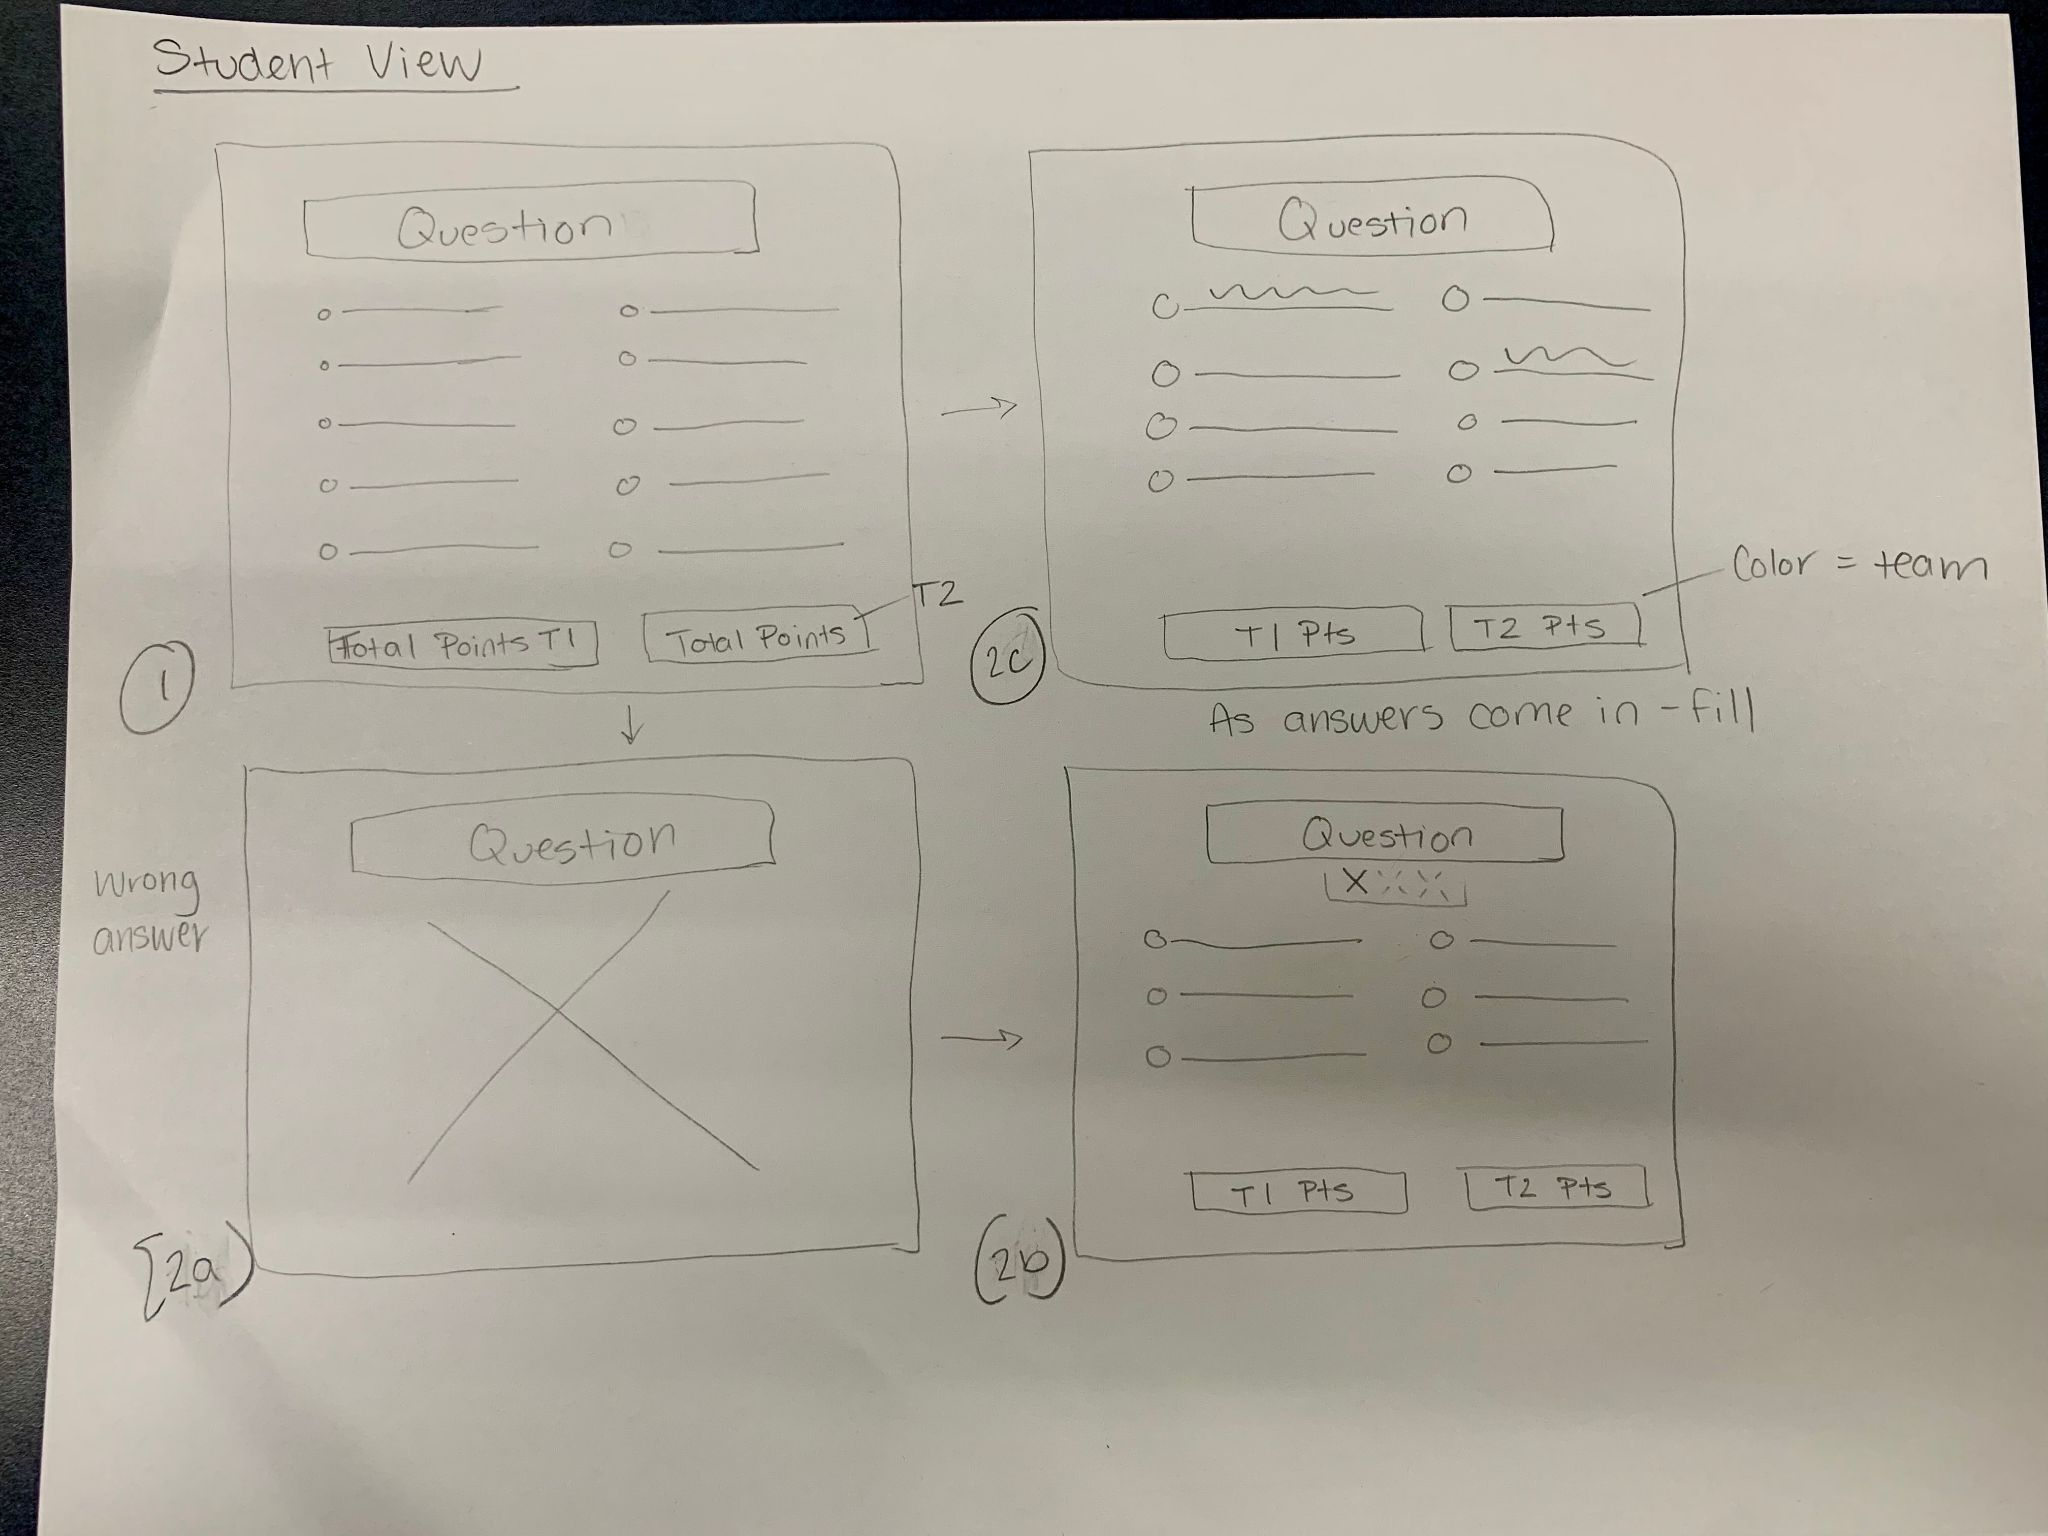 Student View
Question
Total Points T1
Total Points
T2
1
Question
T1 Pts
T2 Pts
Color = team
2c
As answers come in - fill
Wrong
answer
Question
2a
Question
X X X
T1 Pts
T2 Pts
2b